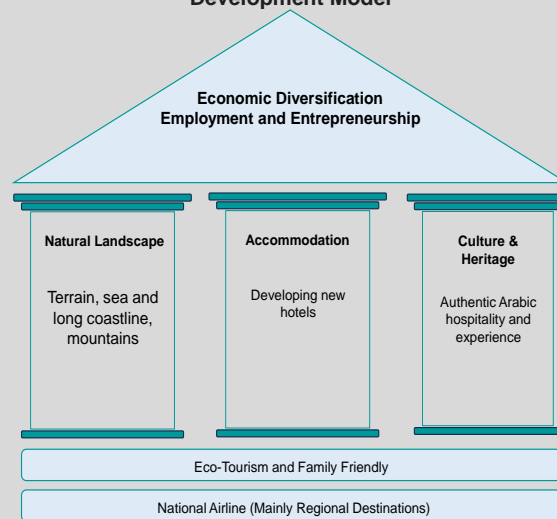 Development Model
Economic Diversification
Employment and Entrepreneurship
Natural Landscape
Terrain, sea and
long coastline,
mountains
Accommodation
Developing new
hotels
Culture &
Heritage
Authentic Arabic
hospitality and
experience
Eco-Tourism and Family Friendly
National Airline (Mainly Regional Destinations)